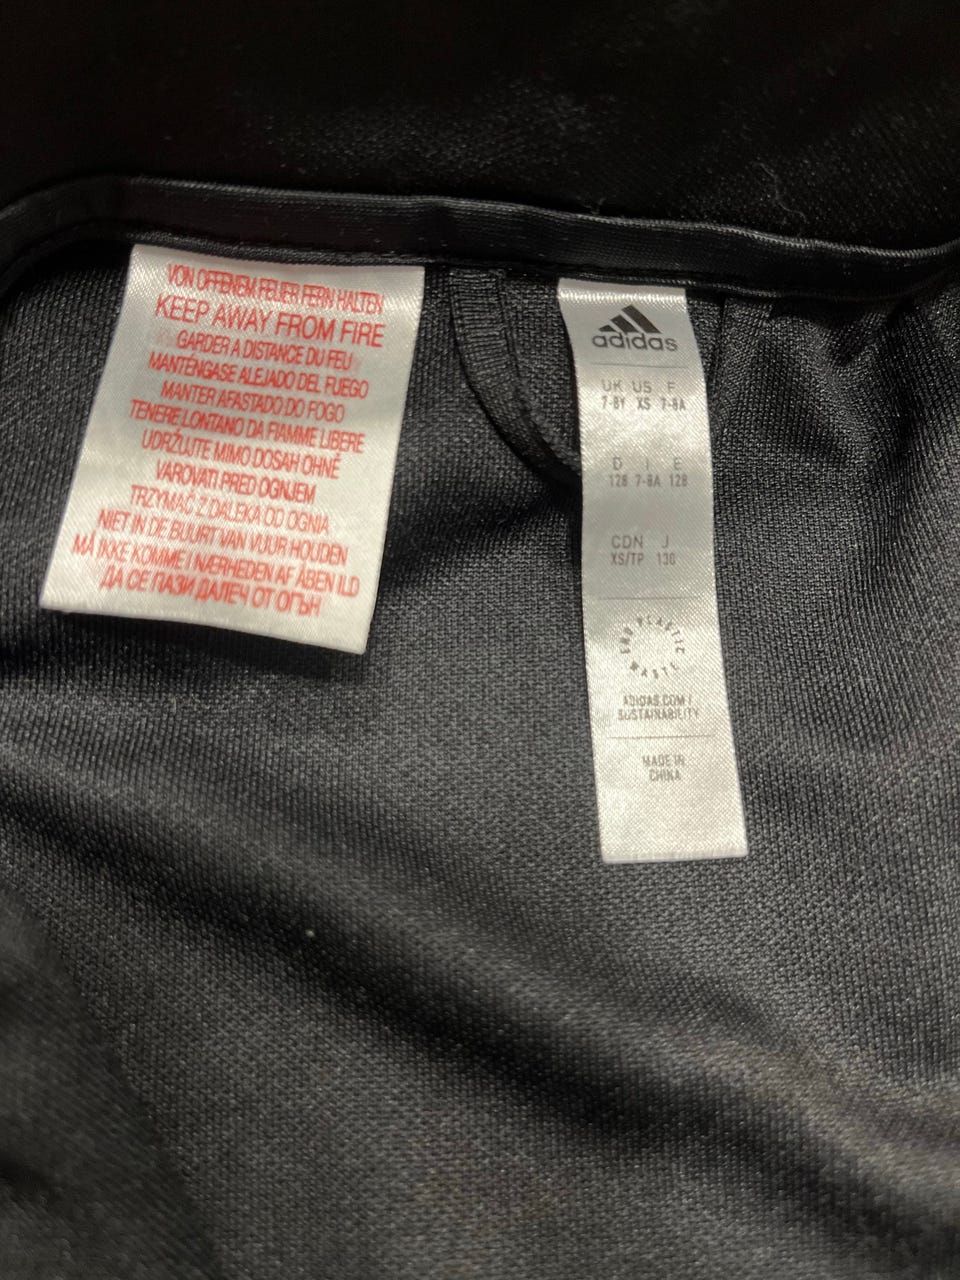 VON OFFENEM FEUER FERN HALTEN
KEEP AWAY FROM FIRE
GARDER A DISTANCE DU FEU
MANTÉNGASE ALEJADO DEL FUEGO
MANTER AFASTADO DO FOGO
TENERE LONTANO DA FIAMME LIBERE
UDRŽUJTE MIMO DOSAH OHNĚ
VAROVATI PRED OGNJEM
TRZYMAĆ Z DALEKA OD OGNIA
NIET IN DE BUURT VAN VUUR HOUDEN
MÅ IKKE KOMME I NÆRHEDEN AF ÅBEN ILD
ДА СЕ ПАЗИ ДАЛЕЧ ОТ ОГЪН
adidas
UK US F
7-8Y XS 7-8A
D I E
128 7-8A 128
CDN J
XS/TP 130
END PLASTIC WASTE
ADIDAS.COM/
SUSTAINABILITY
MADE IN
CHINA